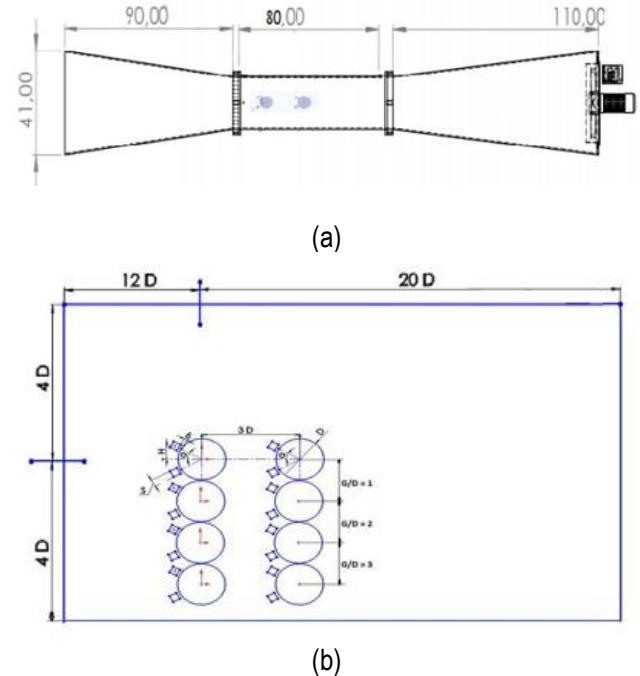 90,00
80,00
110,00
41,00
(a)
12 D
20 D
4 D
3 D
D
H
S
G/D = 1
G/D = 2
G/D = 3
4 D
(b)